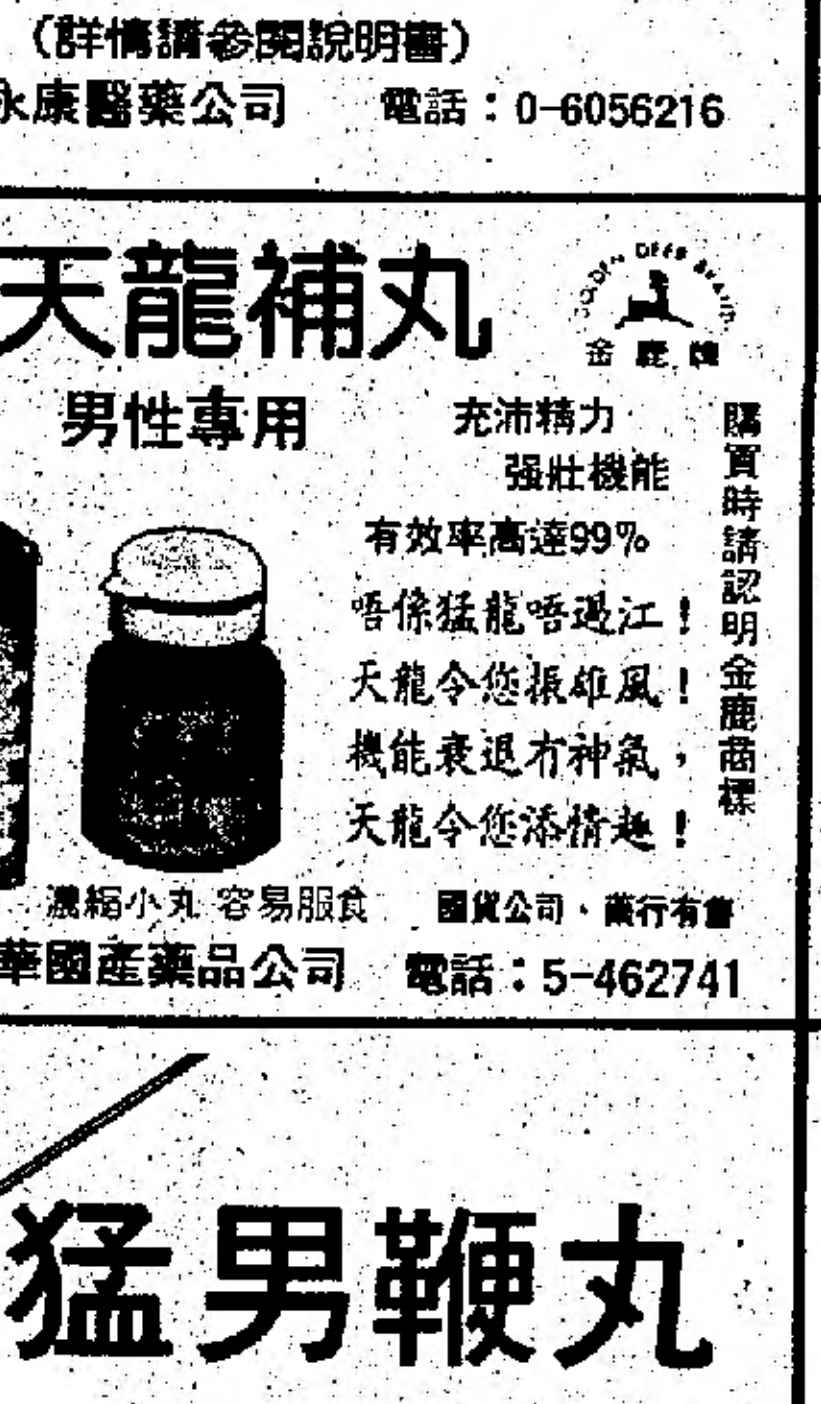 （詳情請參閱說明書）
永康醫藥公司　電話：0-6056216
天龍補丸
GOLDEN DEER BRAND
金鹿牌
男性專用
充沛精力
强壯機能
有效率高達99%
唔係猛龍唔過江！
天龍令您振雄風！
機能衰退冇神氣，
天龍令您添情趣！
購買時請認明金鹿商標
濃縮小丸 容易服食
國貨公司、藥行有售
華國產藥品公司　電話：5-462741
猛男鞭丸